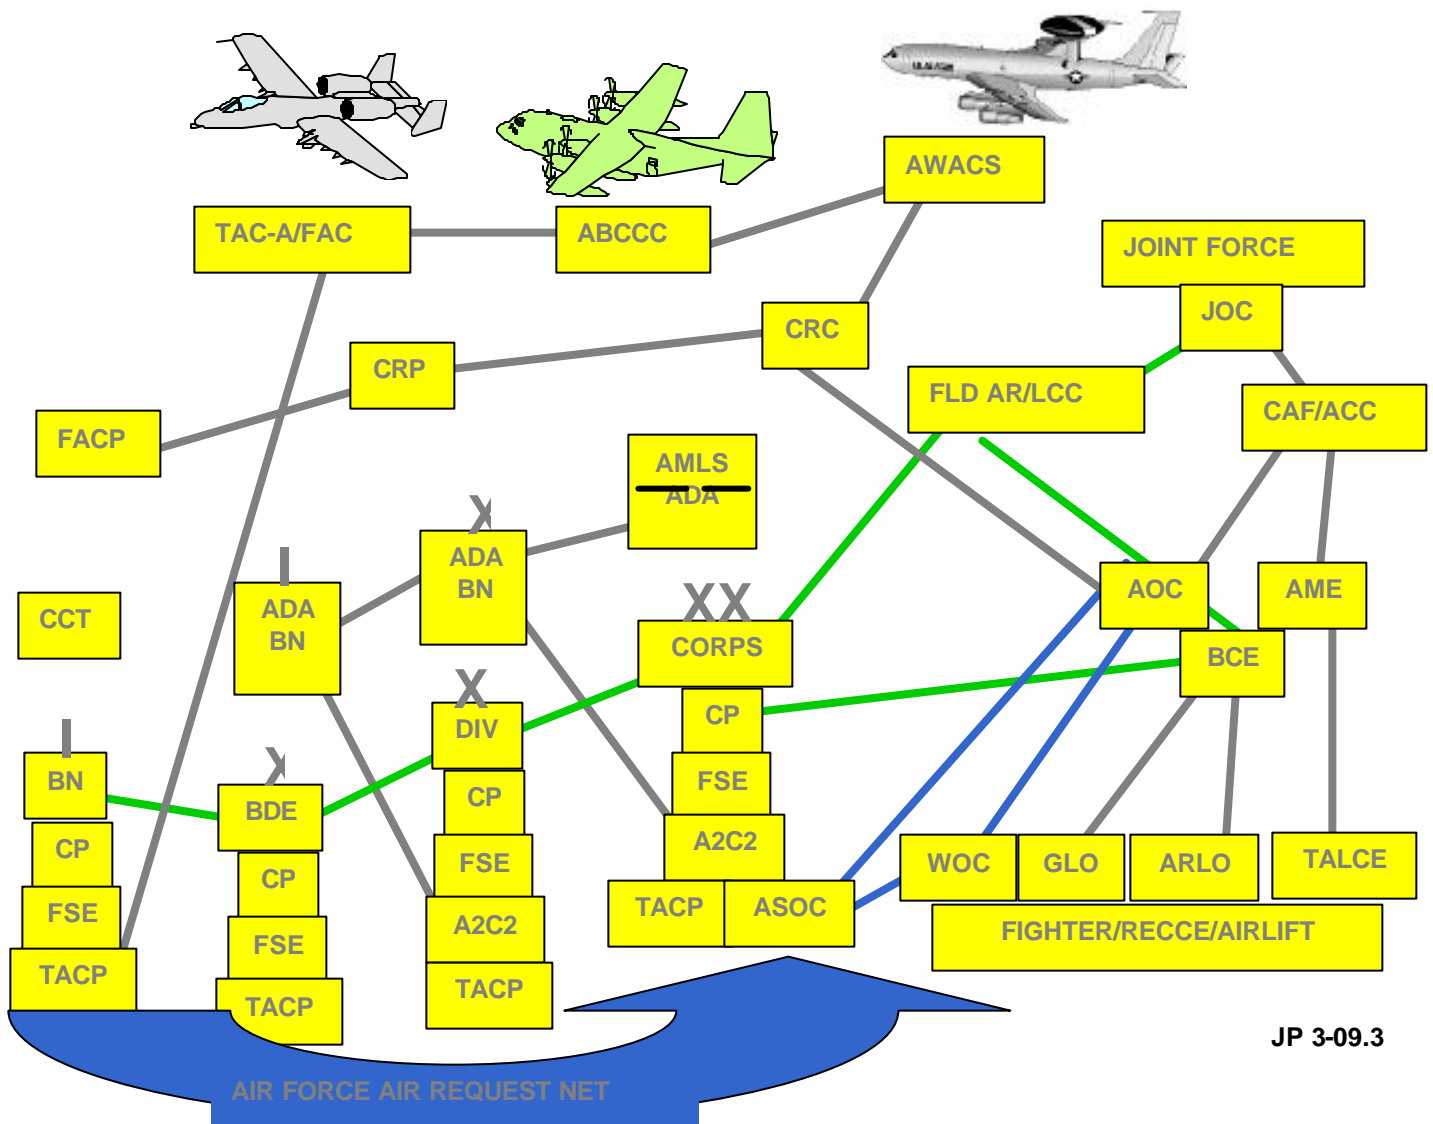 AWACS
TAC-A/FAC
ABCCC
JOINT FORCE
JOC
CRC
CRP
FLD AR/LCC
CAF/ACC
FACP
AMLS
ADA
X
ADA
BN
I
ADA
BN
CCT
XX
CORPS
AOC
AME
BCE
CP
X
DIV
FSE
CP
A2C2
FSE
TACP
ASOC
A2C2
TACP
I
BN
CP
FSE
TACP
X
BDE
CP
FSE
TACP
WOC
GLO
ARLO
TALCE
FIGHTER/RECCE/AIRLIFT
JP 3-09.3
AIR FORCE AIR REQUEST NET